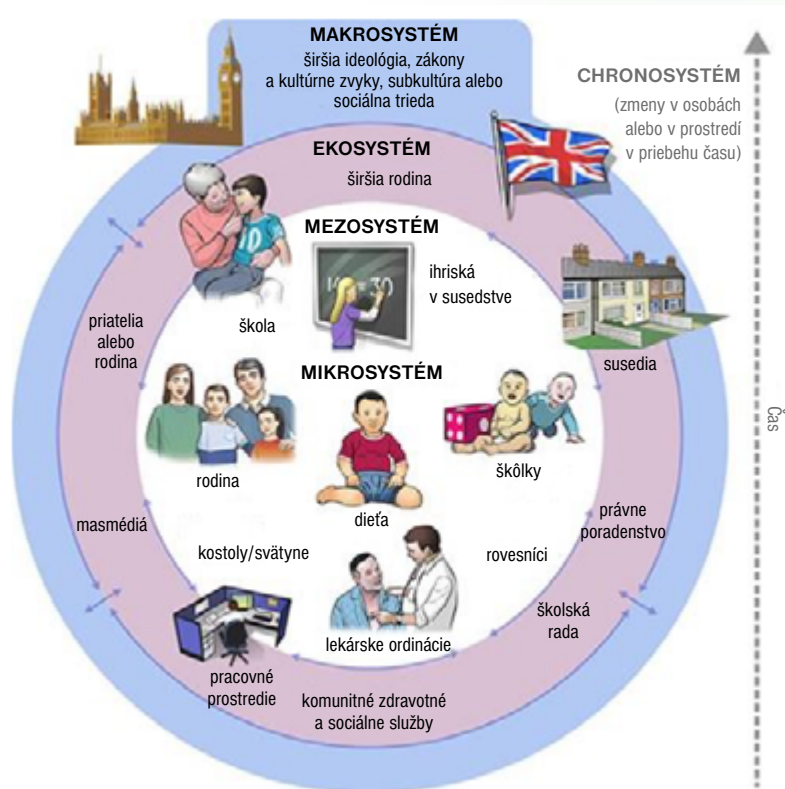 MAKROSYSTÉM
širšia ideológia, zákony
a kultúrne zvyky, subkultúra alebo
sociálna trieda
CHRONOSYSTÉM
(zmeny v osobách
alebo v prostredí
v priebehu času)
EKOSYSTÉM
širšia rodina
MEZOSYSTÉM
ihriská
v susedstve
škola
priatelia
alebo
rodina
susedia
MIKROSYSTÉM
Čas
rodina
škôlky
dieťa
masmédiá
právne
poradenstvo
kostoly/svätyne
rovesníci
školská
rada
lekárske ordinácie
pracovné
prostredie
komunitné zdravotné
a sociálne služby